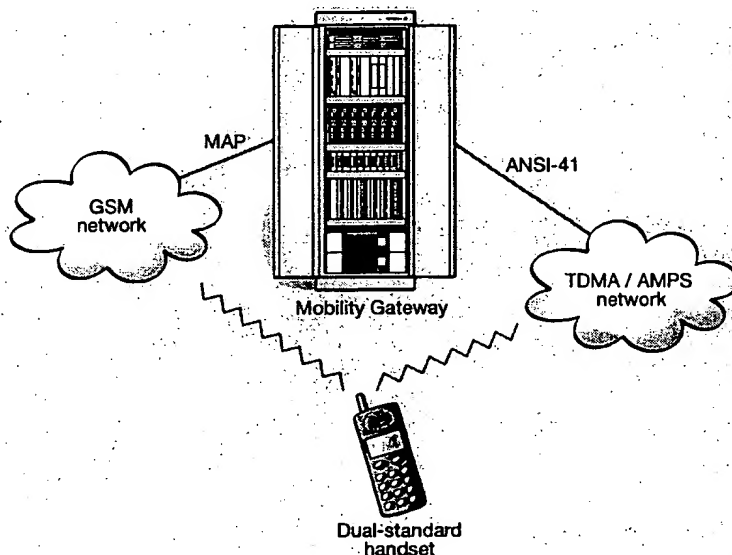 MAP
ANSI-41
GSM
network
TDMA / AMPS
network
Mobility Gateway
Dual-standard
handset